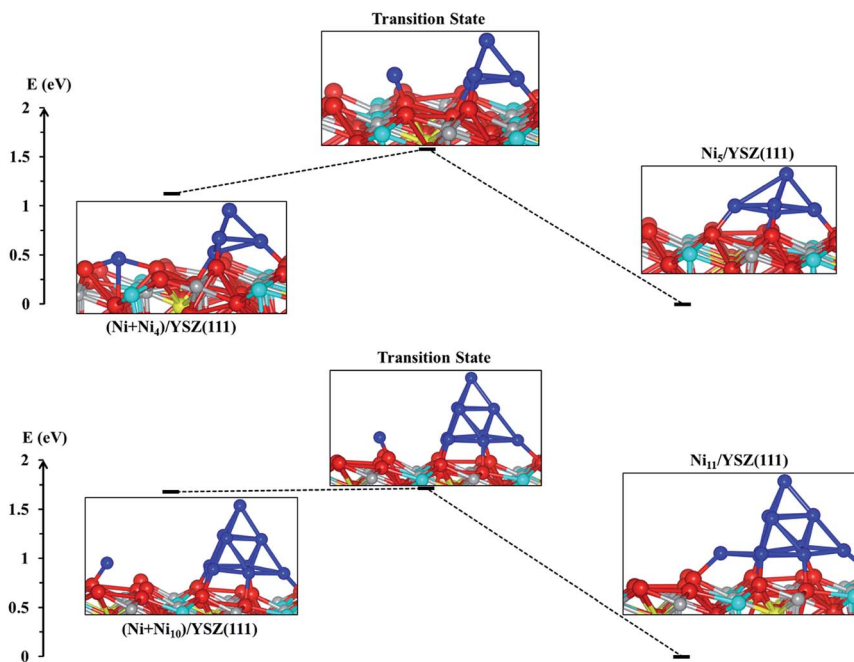 Transition State
E (eV)
2
1.5
1
0.5
0
Ni₅/YSZ(111)
(Ni+Ni₄)/YSZ(111)
Transition State
E (eV)
2
1.5
1
0.5
0
Ni₁₁/YSZ(111)
(Ni+Ni₁₀)/YSZ(111)